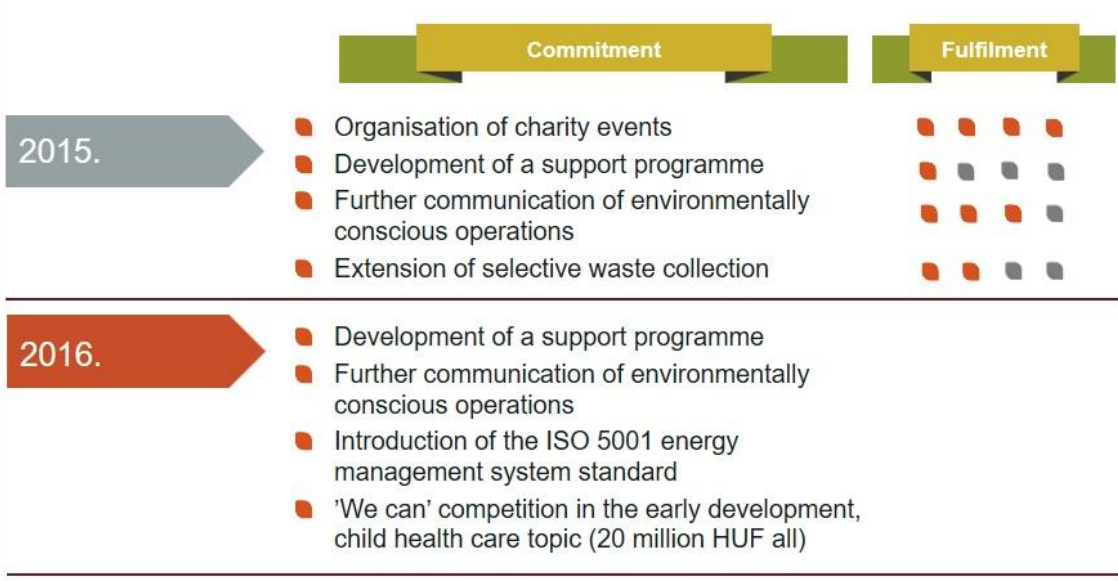 Commitment Fulfilment
2015.
Organisation of charity events
Development of a support programme
Further communication of environmentally
conscious operations
Extension of selective waste collection
2016.
Development of a support programme
Further communication of environmentally
conscious operations
Introduction of the ISO 5001 energy
management system standard
’We can’ competition in the early development,
child health care topic (20 million HUF all)